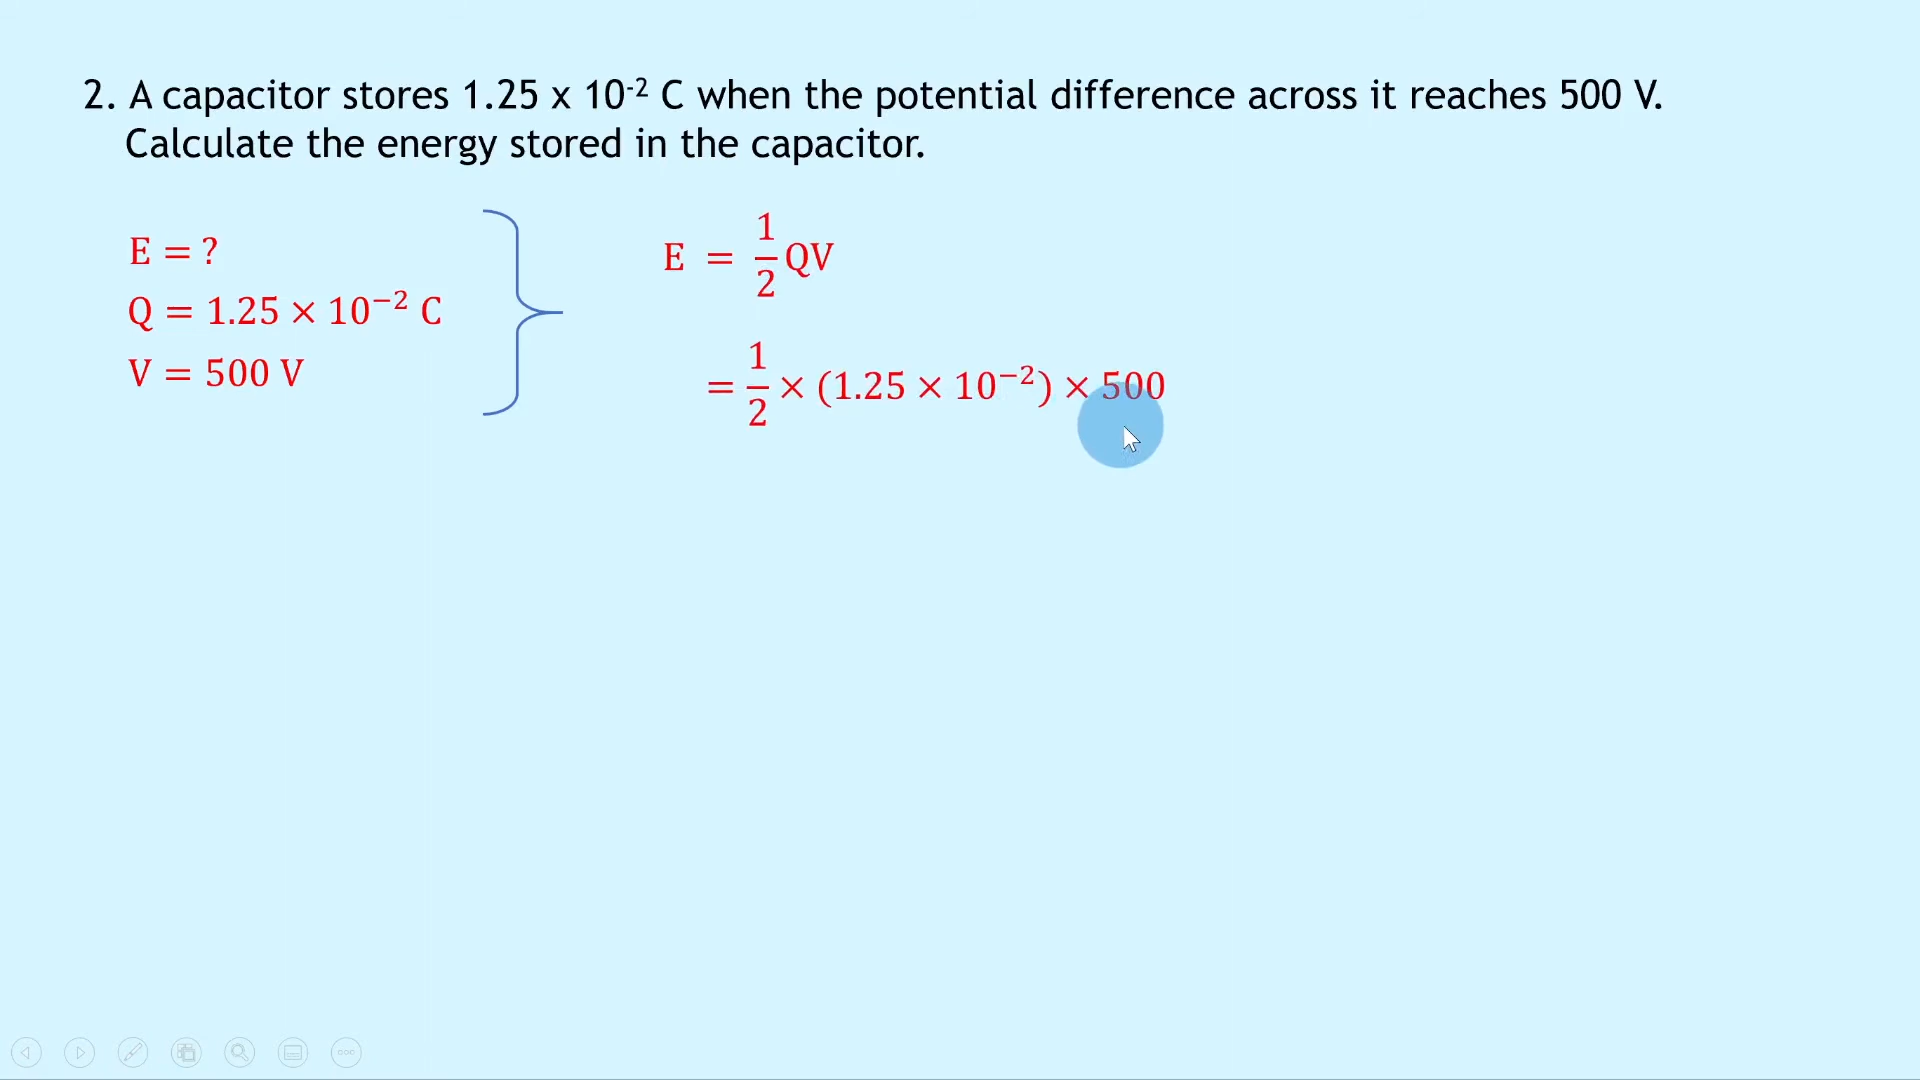 2. A capacitor stores 1.25 x 10⁻² C when the potential difference across it reaches 500 V.
Calculate the energy stored in the capacitor.
E = ?
Q = 1.25 × 10⁻² C
V = 500 V
E = 1/2 QV
= 1/2 × (1.25 × 10⁻²) × 500